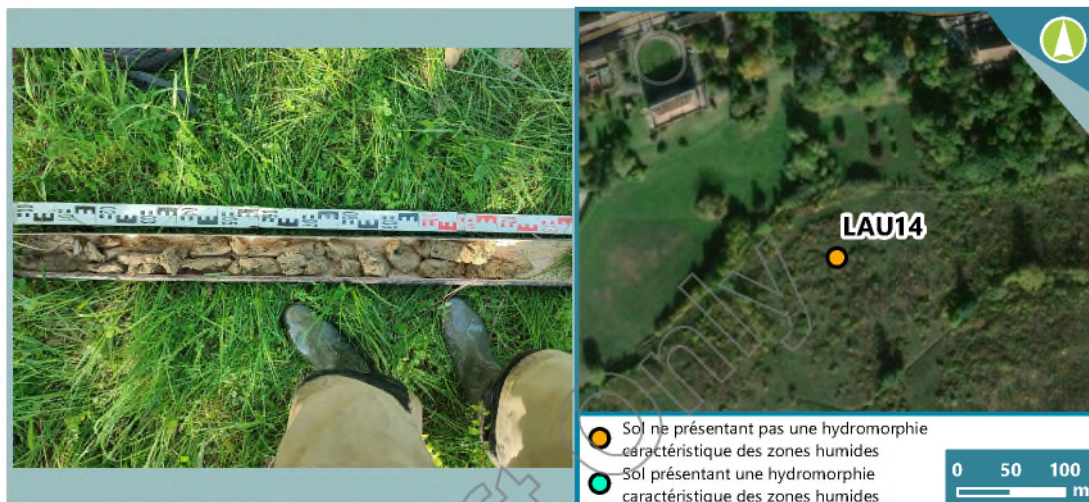 LAU14
Sol ne présentant pas une hydromorphie
caractéristique des zones humides
Sol présentant une hydromorphie
caractéristique des zones humides
0 50 100
m
only